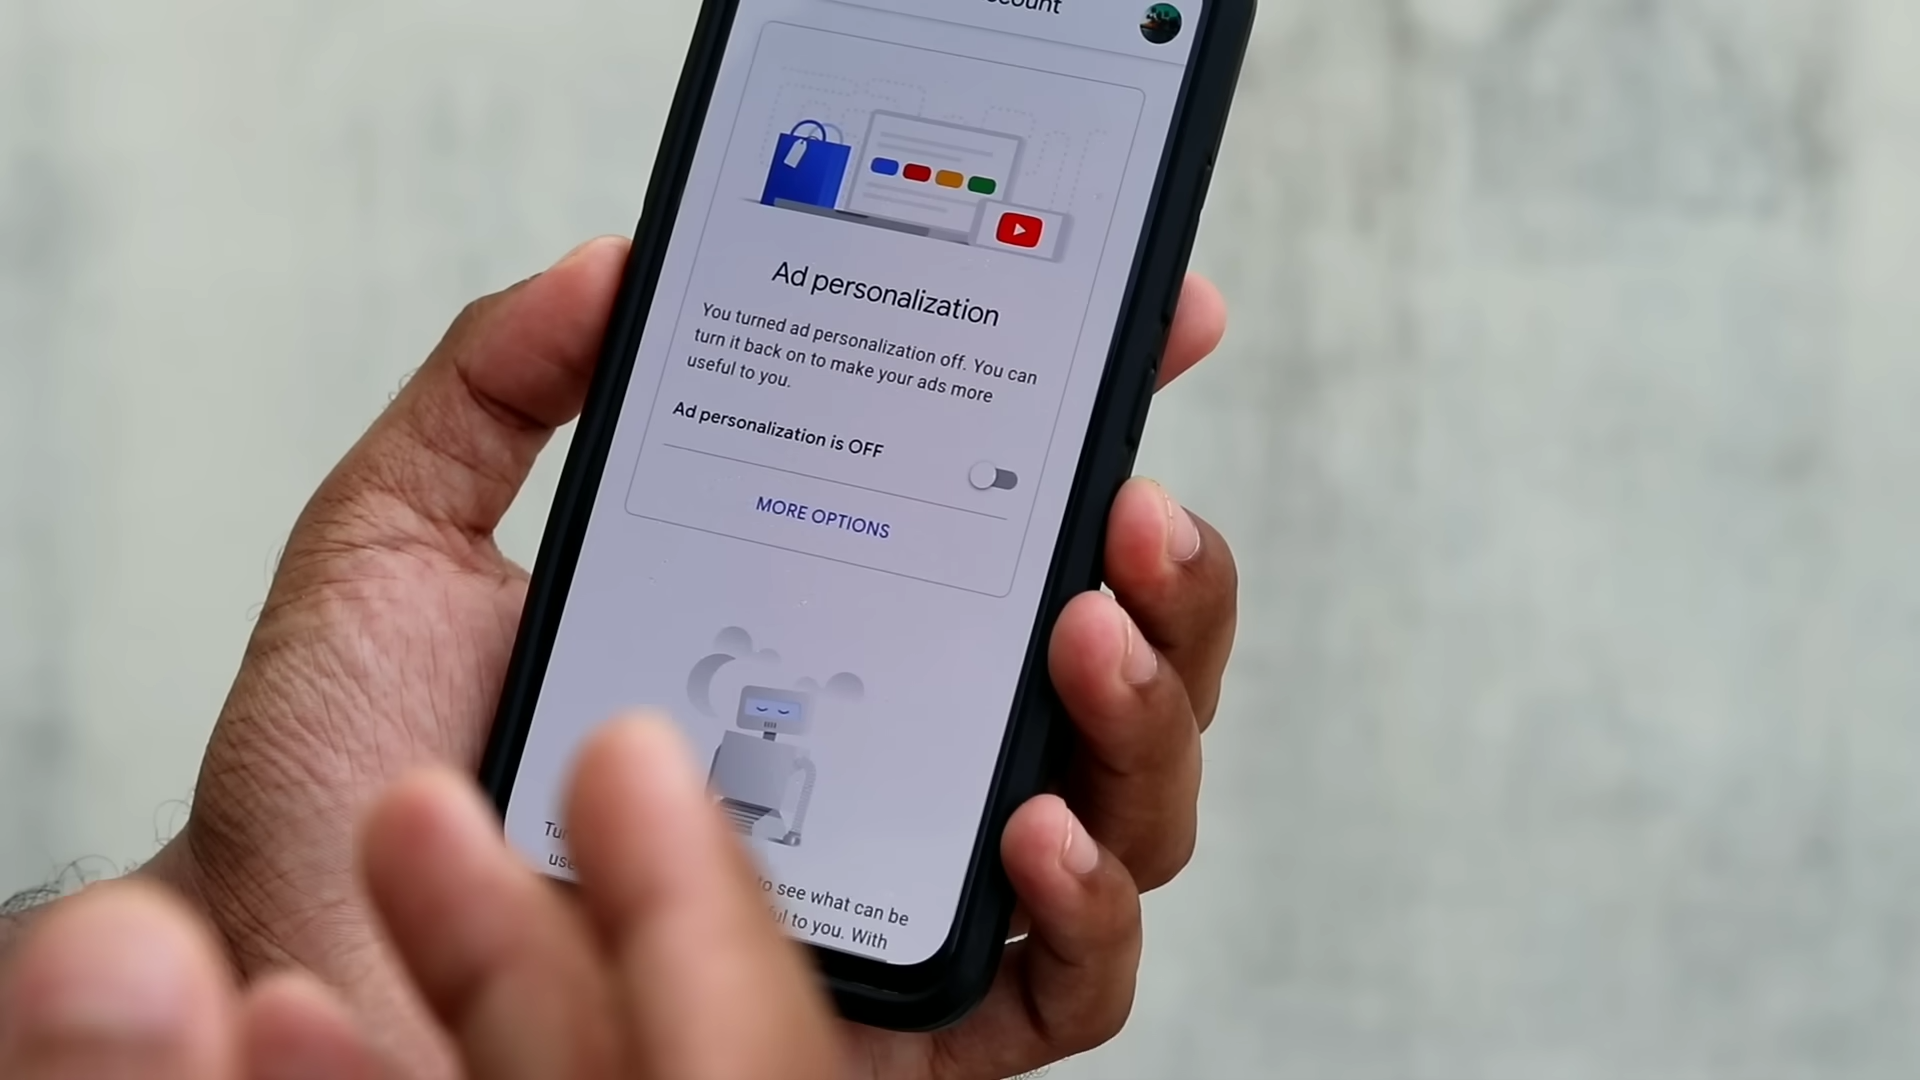 Ad personalization
You turned ad personalization off. You can
turn it back on to make your ads more
useful to you.
Ad personalization is OFF
MORE OPTIONS
to see what can be
to you. With